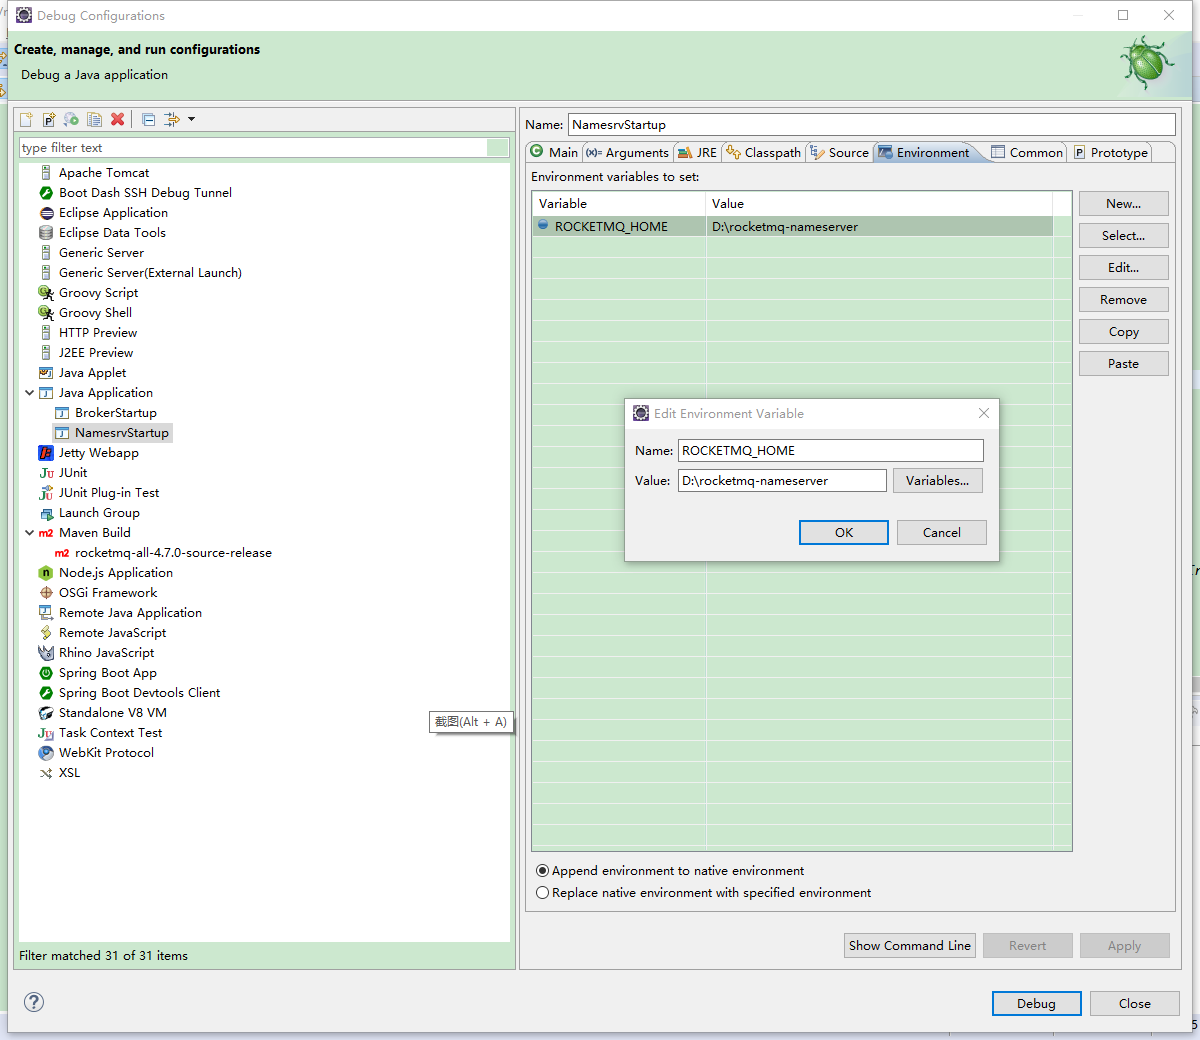 Debug Configurations
Create, manage, and run configurations
Debug a Java application
type filter text
Apache Tomcat
Boot Dash SSH Debug Tunnel
Eclipse Application
Eclipse Data Tools
Generic Server
Generic Server(External Launch)
Groovy Script
Groovy Shell
HTTP Preview
J2EE Preview
Java Applet
Java Application
BrokerStartup
NamesrvStartup
Jetty Webapp
JUnit
JUnit Plug-in Test
Launch Group
Maven Build
rocketmq-all-4.7.0-source-release
Node.js Application
OSGi Framework
Remote Java Application
Remote JavaScript
Rhino JavaScript
Spring Boot App
Spring Boot Devtools Client
Standalone V8 VM
Task Context Test
WebKit Protocol
XSL
截图(Alt + A)
Filter matched 31 of 31 items
Name: NamesrvStartup
Main (x)= Arguments JRE Classpath Source Environment Common P Prototype
Environment variables to set:
Variable Value
ROCKETMQ_HOME D:\rocketmq-nameserver
New...
Select...
Edit...
Remove
Copy
Paste
Edit Environment Variable
Name: ROCKETMQ_HOME
Value: D:\rocketmq-nameserver Variables...
OK Cancel
Append environment to native environment
Replace native environment with specified environment
Show Command Line Revert Apply
Debug Close